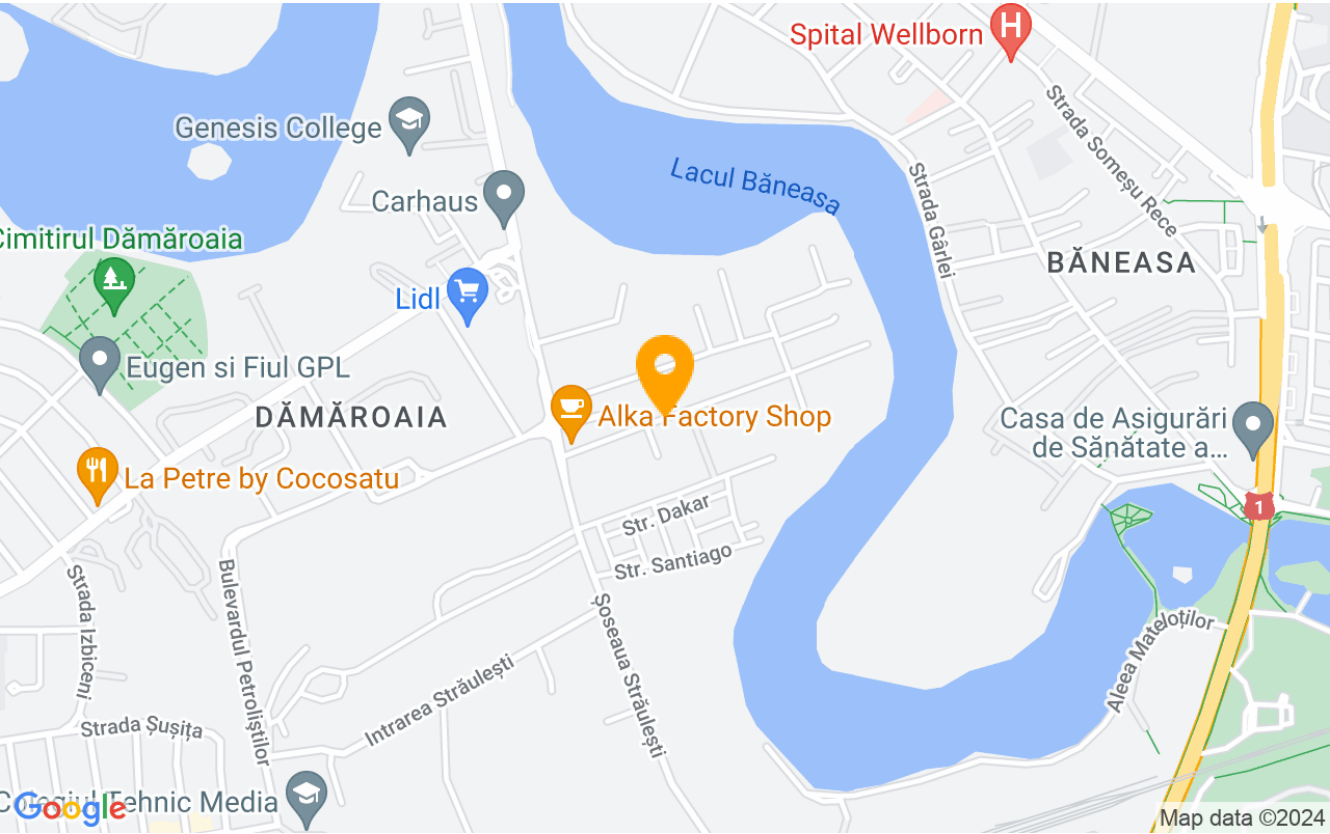 Spital Wellborn
H
Genesis College
Strada Someșu Rece
Lacul Băneasa
Strada Gârlei
Carhaus
Cimitirul Dămăroaia
BĂNEASA
Lidl
Eugen si Fiul GPL
DĂMĂROAIA
Alka Factory Shop
Casa de Asigurări
de Sănătate a...
La Petre by Cocosatu
1
Str. Dakar
Str. Santiago
Strada Izbiceni
Bulevardul Petroliștilor
Șoseaua Străulești
Aleea Mateloților
Intrarea Străulești
Strada Șușița
Colegiul Tehnic Media
Google
Map data ©2024